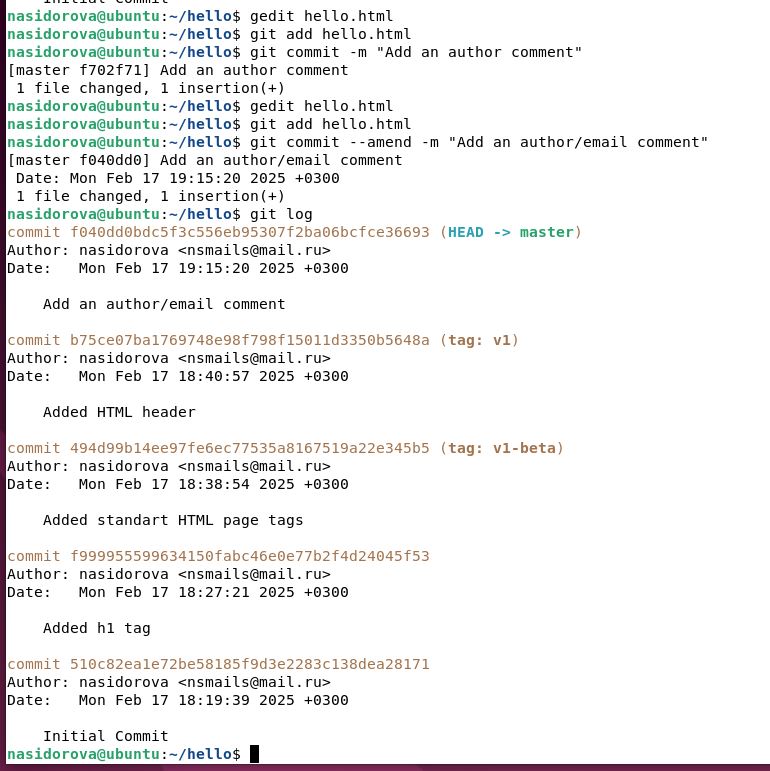 Initial Commit
nasidorova@ubuntu:~/hello$ gedit hello.html
nasidorova@ubuntu:~/hello$ git add hello.html
nasidorova@ubuntu:~/hello$ git commit -m "Add an author comment"
[master f702f71] Add an author comment
 1 file changed, 1 insertion(+)
nasidorova@ubuntu:~/hello$ gedit hello.html
nasidorova@ubuntu:~/hello$ git add hello.html
nasidorova@ubuntu:~/hello$ git commit --amend -m "Add an author/email comment"
[master f040dd0] Add an author/email comment
 Date: Mon Feb 17 19:15:20 2025 +0300
 1 file changed, 1 insertion(+)
nasidorova@ubuntu:~/hello$ git log
commit f040dd0bdc5f3c556eb95307f2ba06bcfce36693 (HEAD -> master)
Author: nasidorova <nsmails@mail.ru>
Date:   Mon Feb 17 19:15:20 2025 +0300
    Add an author/email comment
commit b75ce07ba1769748e98f798f15011d3350b5648a (tag: v1)
Author: nasidorova <nsmails@mail.ru>
Date:   Mon Feb 17 18:40:57 2025 +0300
    Added HTML header
commit 494d99b14ee97fe6ec77535a8167519a22e345b5 (tag: v1-beta)
Author: nasidorova <nsmails@mail.ru>
Date:   Mon Feb 17 18:38:54 2025 +0300
    Added standart HTML page tags
commit f999955599634150fabc46e0e77b2f4d24045f53
Author: nasidorova <nsmails@mail.ru>
Date:   Mon Feb 17 18:27:21 2025 +0300
    Added h1 tag
commit 510c82ea1e72be58185f9d3e2283c138dea28171
Author: nasidorova <nsmails@mail.ru>
Date:   Mon Feb 17 18:19:39 2025 +0300
    Initial Commit
nasidorova@ubuntu:~/hello$